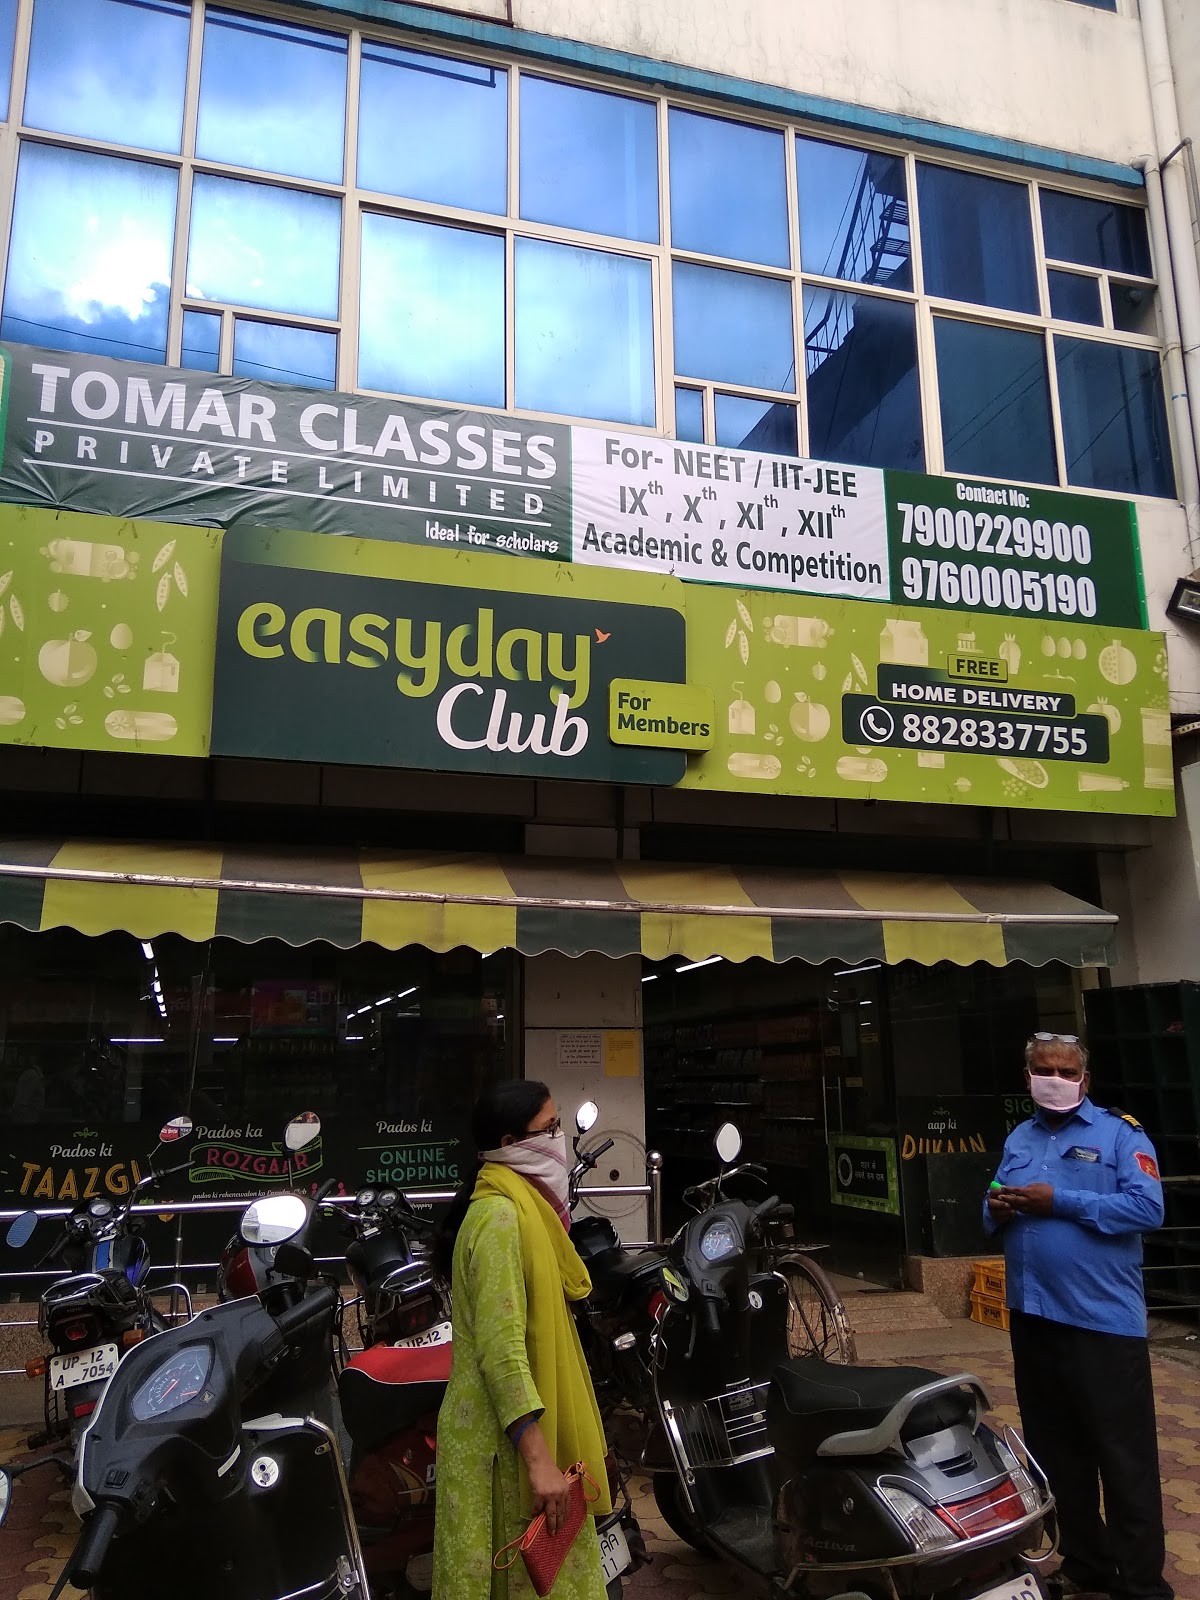 TOMAR CLASSES
PRIVATE LIMITED
Ideal for scholars
For- NEET / IIT-JEE
IXth, Xth, XIth, XIIth
Academic & Competition
Contact No:
7900229900
9760005190
easyday
Club
For
Members
FREE
HOME DELIVERY
8828337755
Pados ki
TAAZGI
Pados ka
ROZGAAR
Pados ki
ONLINE
SHOPPING
aap ki
DUKAAN
UP-12
A-7054
UP-12
Activa
Amul